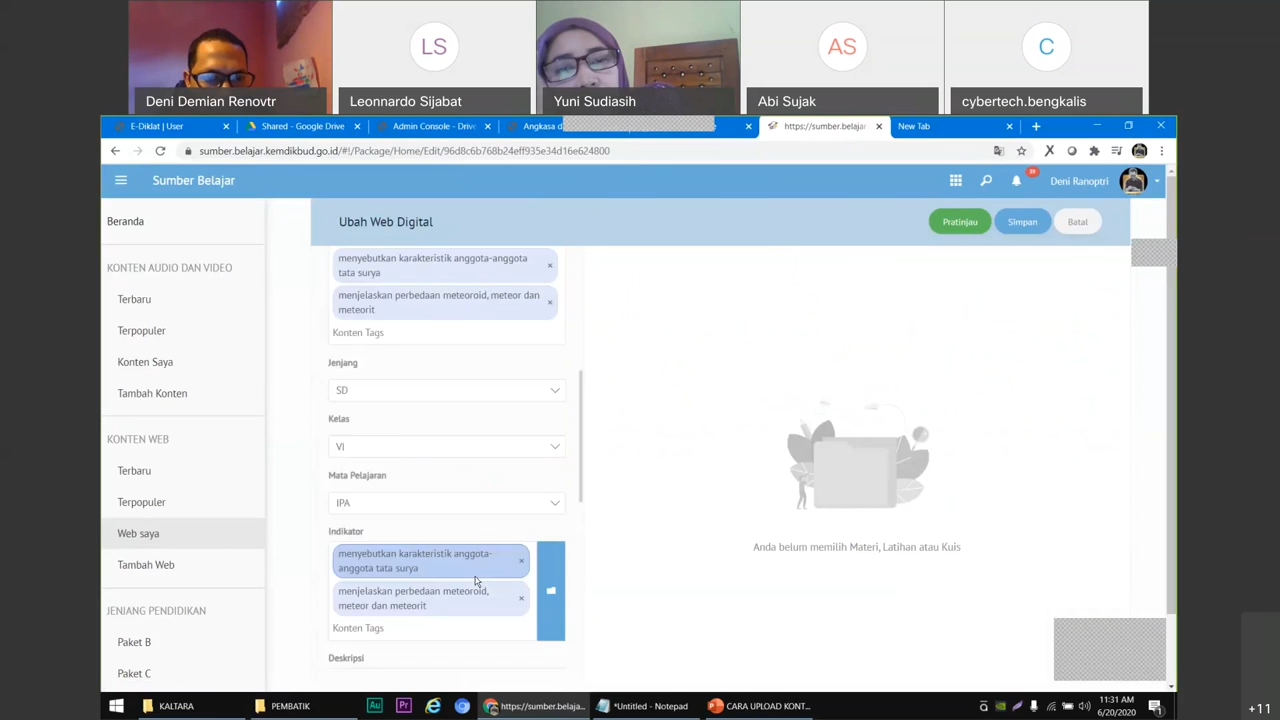 LS
AS
C
Deni Demian Renovtr
Leonnardo Sijabat
Yuni Sudiasih
Abi Sujak
cybertech.bengkalis
E-Diklat | User
Shared - Google Drive
Admin Console - Drive
Angkasa d
https://sumber.belajar
New Tab
sumber.belajar.kemdikbud.go.id/#!/Package/Home/Edit/96d8c6b768b24eff935e34d16e624800
Sumber Belajar
Deni Ranoptri
Beranda
KONTEN AUDIO DAN VIDEO
Terbaru
Terpopuler
Konten Saya
Tambah Konten
KONTEN WEB
Terbaru
Terpopuler
Web saya
Tambah Web
JENJANG PENDIDIKAN
Paket B
Paket C
Ubah Web Digital
Pratinjau
Simpan
Batal
menyebutkan karakteristik anggota-anggota
tata surya
menjelaskan perbedaan meteoroid, meteor dan
meteorit
Konten Tags
Jenjang
SD
Kelas
VI
Mata Pelajaran
IPA
Indikator
menyebutkan karakteristik anggota-
anggota tata surya
menjelaskan perbedaan meteoroid,
meteor dan meteorit
Konten Tags
Deskripsi
Anda belum memilih Materi, Latihan atau Kuis
KALTARA
PEMBATIK
Au
Pr
https://sumber.belaja...
*Untitled - Notepad
CARA UPLOAD KONT...
11:31 AM
6/20/2020
+11